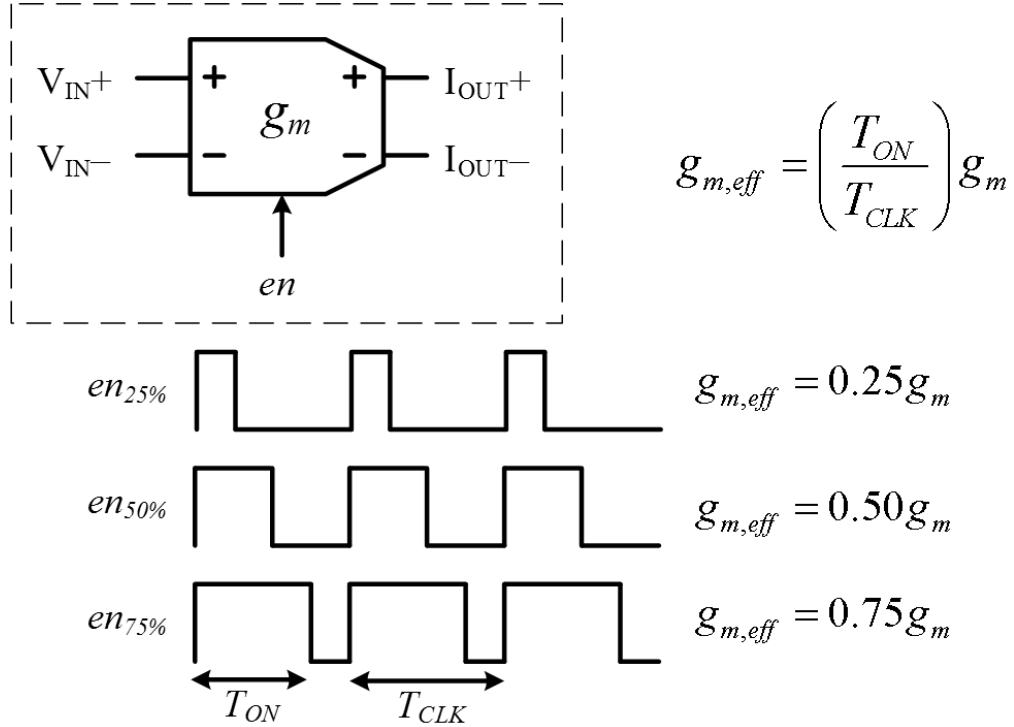 V_IN+ + + I_OUT+
g_m
V_IN− − − I_OUT−
en
g_m,eff = (T_ON / T_CLK) g_m
en_25% g_m,eff = 0.25g_m
en_50% g_m,eff = 0.50g_m
en_75% g_m,eff = 0.75g_m
T_ON T_CLK